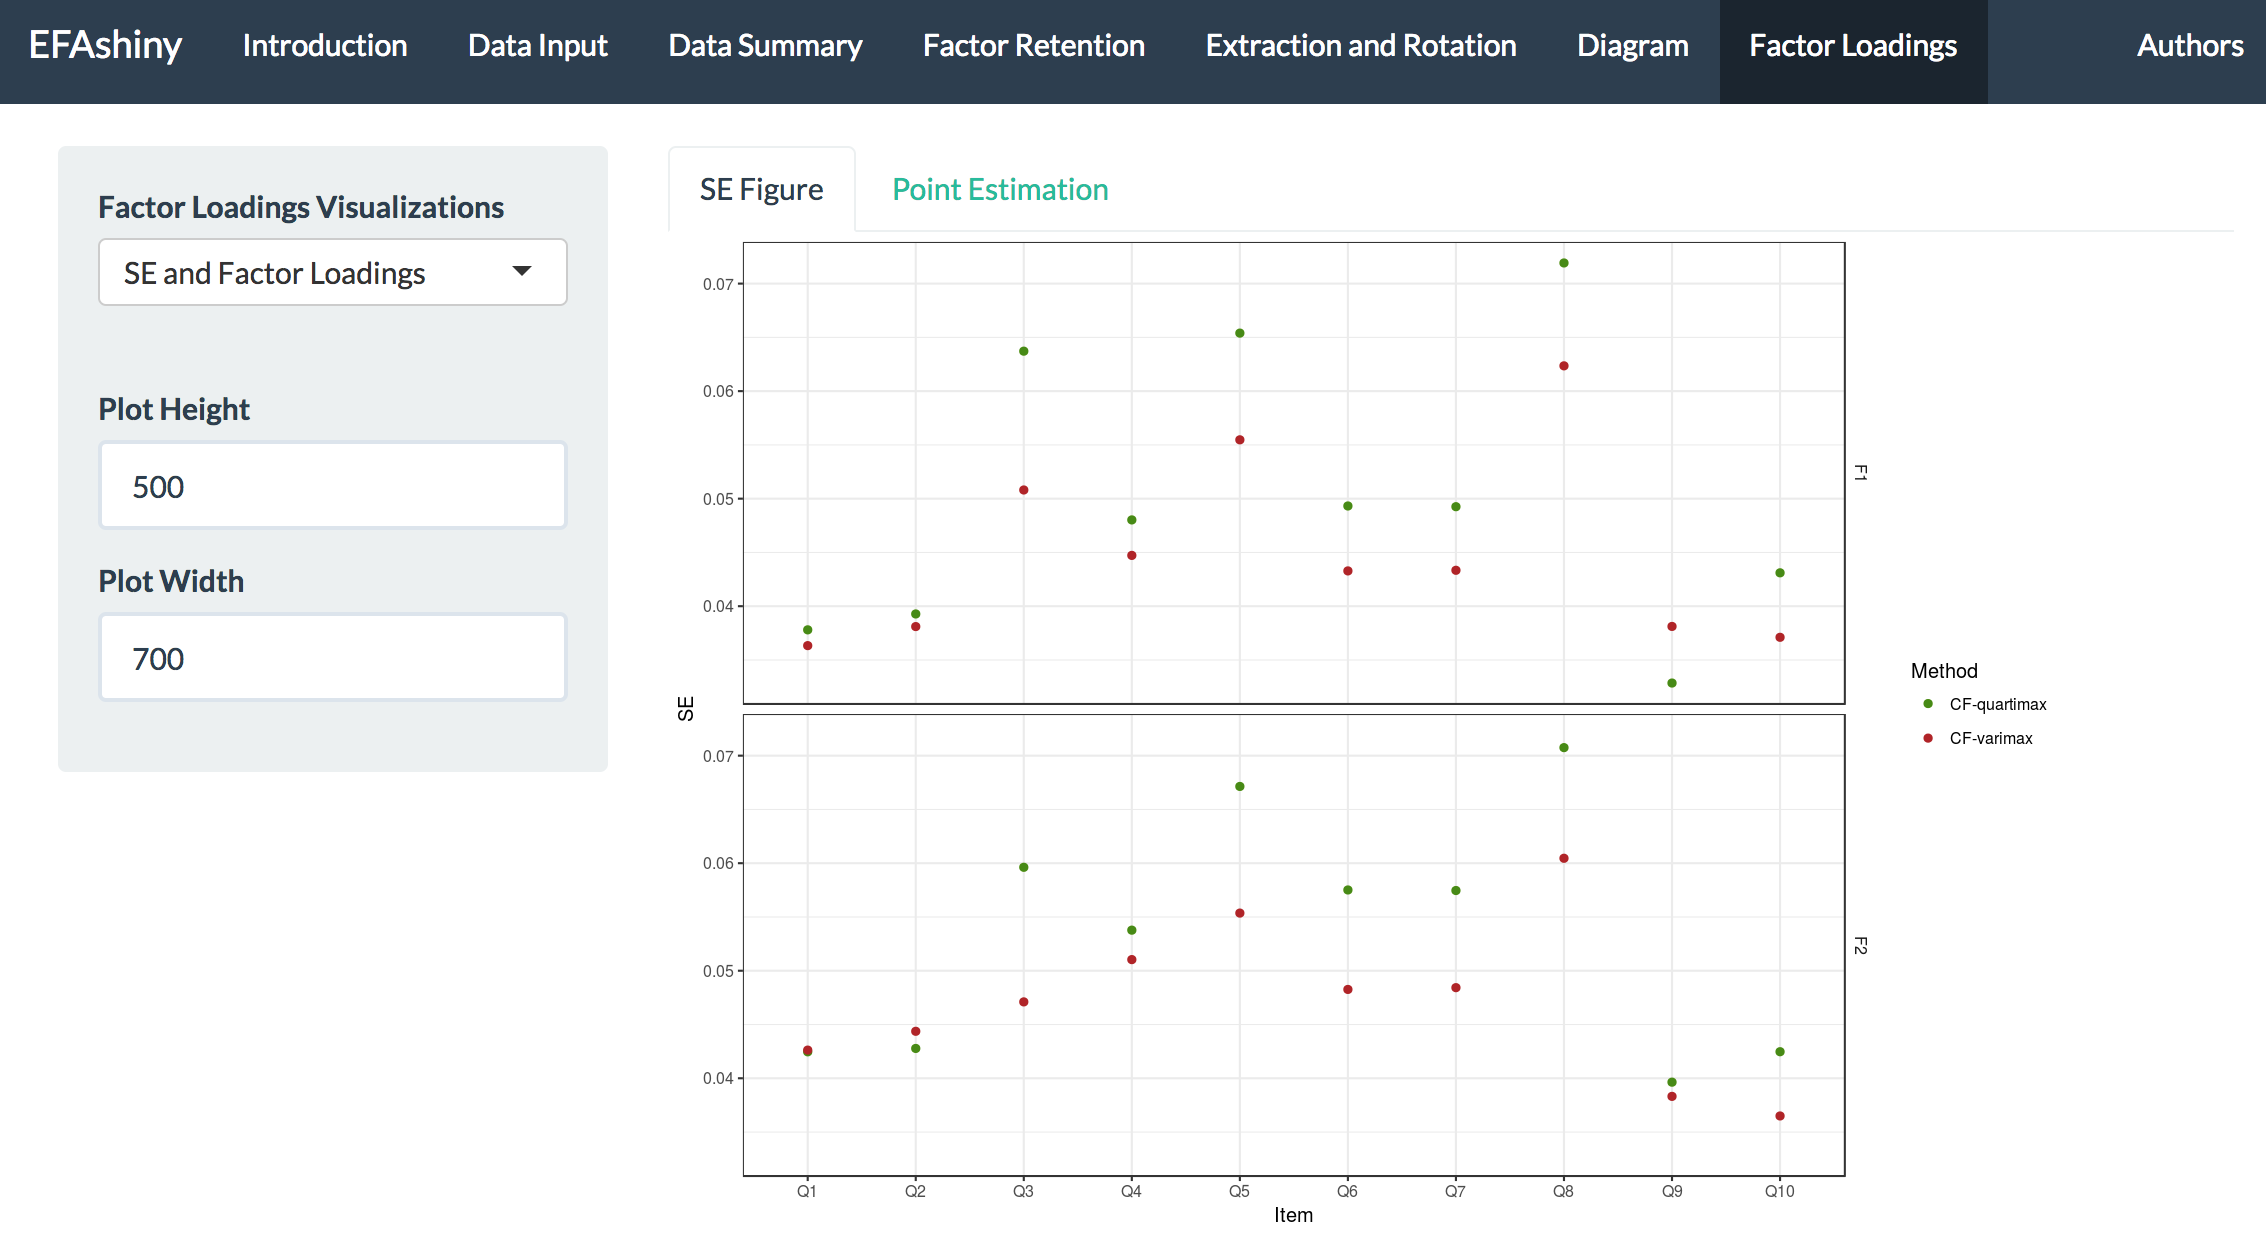 EFAshiny Introduction Data Input Data Summary Factor Retention Extraction and Rotation Diagram Factor Loadings Authors
Factor Loadings Visualizations
SE and Factor Loadings
Plot Height
500
Plot Width
700
SE Figure Point Estimation
0.07
0.06
0.05
0.04
F1
SE
0.07
0.06
0.05
0.04
F2
Q1 Q2 Q3 Q4 Q5 Q6 Q7 Q8 Q9 Q10
Item
Method
CF-quartimax
CF-varimax